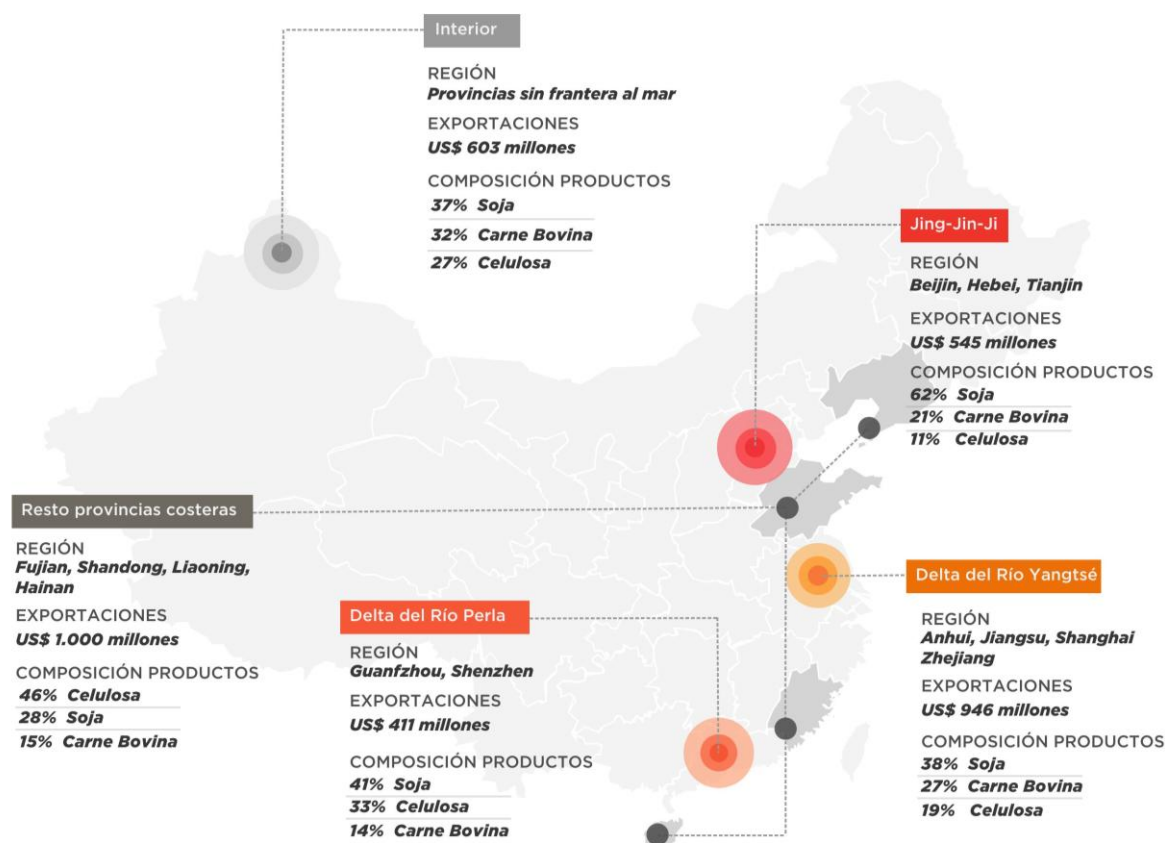 Interior
REGIÓN
Provincias sin frantera al mar
EXPORTACIONES
US$ 603 millones
COMPOSICIÓN PRODUCTOS
37% Soja
32% Carne Bovina
27% Celulosa
Jing-Jin-Ji
REGIÓN
Beijin, Hebei, Tianjin
EXPORTACIONES
US$ 545 millones
COMPOSICIÓN PRODUCTOS
62% Soja
21% Carne Bovina
11% Celulosa
Resto provincias costeras
REGIÓN
Fujian, Shandong, Liaoning,
Hainan
EXPORTACIONES
US$ 1.000 millones
COMPOSICIÓN PRODUCTOS
46% Celulosa
28% Soja
15% Carne Bovina
Delta del Río Perla
REGIÓN
Guanfzhou, Shenzhen
EXPORTACIONES
US$ 411 millones
COMPOSICIÓN PRODUCTOS
41% Soja
33% Celulosa
14% Carne Bovina
Delta del Río Yangtsé
REGIÓN
Anhui, Jiangsu, Shanghai
Zhejiang
EXPORTACIONES
US$ 946 millones
COMPOSICIÓN PRODUCTOS
38% Soja
27% Carne Bovina
19% Celulosa